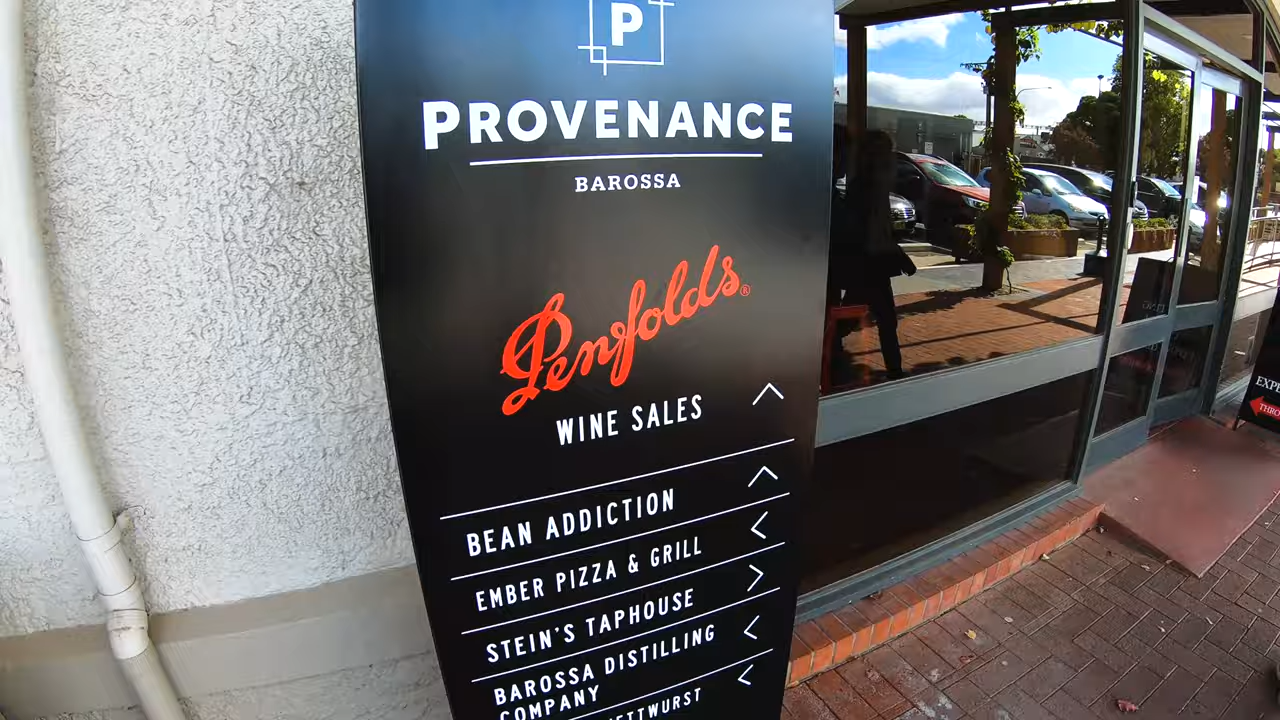 P
PROVENANCE
BAROSSA
Penfolds®
WINE SALES
BEAN ADDICTION
EMBER PIZZA & GRILL
STEIN'S TAPHOUSE
BAROSSA DISTILLING
COMPANY